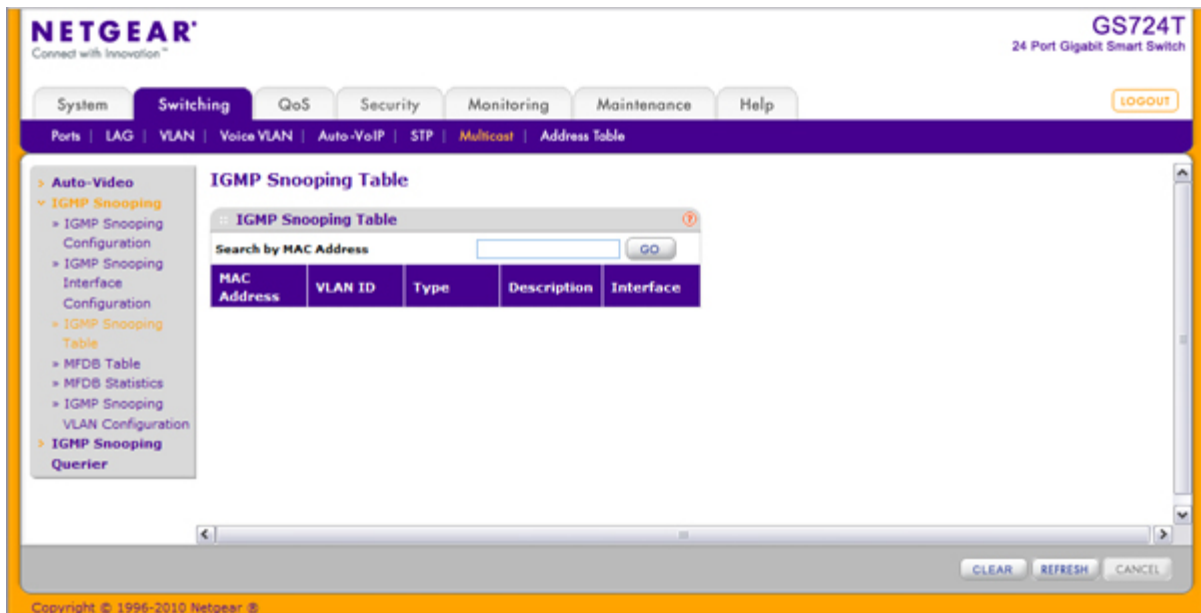 NETGEAR®
Connect with Innovation™
GS724T
24 Port Gigabit Smart Switch
System Switching QoS Security Monitoring Maintenance Help
LOGOUT
Ports | LAG | VLAN | Voice VLAN | Auto-VoIP | STP | Multicast | Address Table
> Auto-Video
IGMP Snooping
» IGMP Snooping
Configuration
» IGMP Snooping
Interface
Configuration
» IGMP Snooping
Table
» MFDB Table
» MFDB Statistics
» IGMP Snooping
VLAN Configuration
> IGMP Snooping
Querier
IGMP Snooping Table
IGMP Snooping Table ?
Search by MAC Address GO
MAC Address VLAN ID Type Description Interface
CLEAR REFRESH CANCEL
Copyright © 1996-2010 Netgear ®